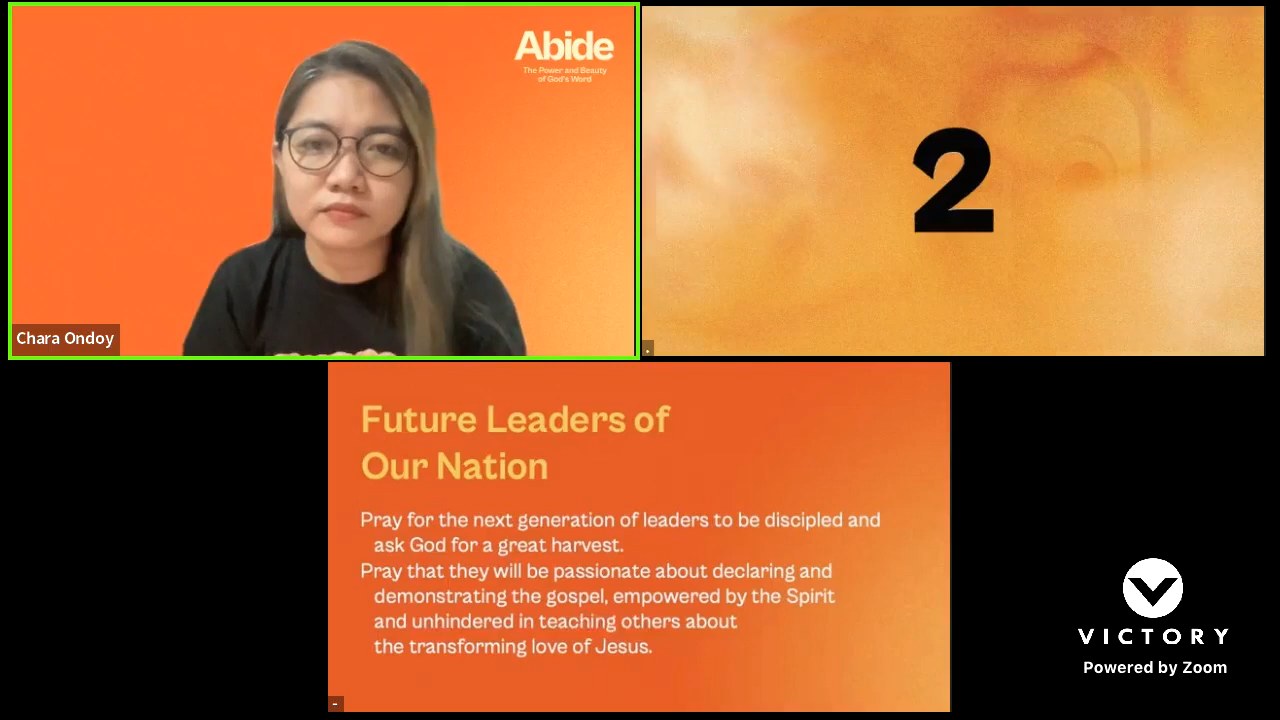 Abide
The Power and Beauty
of God's Word
Chara Ondoy
2
Future Leaders of
Our Nation
Pray for the next generation of leaders to be discipled and
ask God for a great harvest.
Pray that they will be passionate about declaring and
demonstrating the gospel, empowered by the Spirit
and unhindered in teaching others about
the transforming love of Jesus.
VICTORY
Powered by Zoom